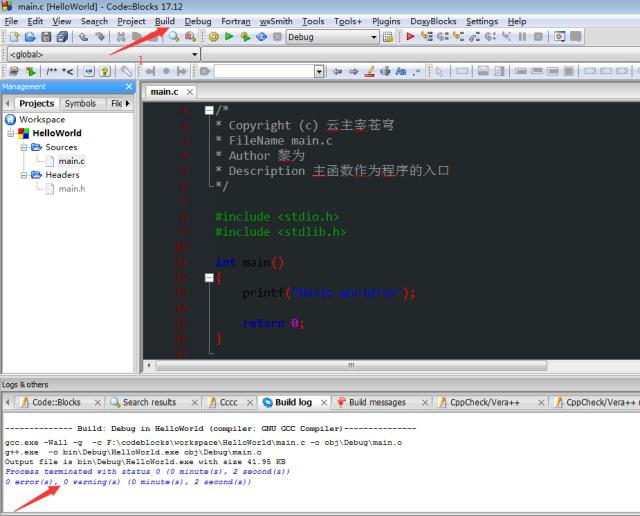 main.c [HelloWorld] - Code::Blocks 17.12
File Edit View Search Project Build Debug Fortran wxSmith Tools Tools+ Plugins DoxyBlocks Settings Help
Debug
<global>
1
/** *<
Management
Projects Symbols File
main.c
Workspace
HelloWorld
Sources
main.c
Headers
main.h
1 /*
2 * Copyright (c) 云主宰苍穹
3 * FileName main.c
4 * Author 黎为
5 * Description 主函数作为程序的入口
6 */
7
8 #include <stdio.h>
9 #include <stdlib.h>
10
11 int main()
12 {
13 printf("Hello world!\n");
14
15 return 0;
16 }
17
Logs & others
Code::Blocks Search results Cccc Build log Build messages CppCheck/Vera++ CppCheck/Vera++
-------------- Build: Debug in HelloWorld (compiler: GNU GCC Compiler)---------------
gcc.exe -Wall -g -c F:\codeblocks\workspace\HelloWorld\main.c -o obj\Debug\main.o
g++.exe -o bin\Debug\HelloWorld.exe obj\Debug\main.o
Output file is bin\Debug\HelloWorld.exe with size 41.95 KB
Process terminated with status 0 (0 minute(s), 2 second(s))
0 error(s), 0 warning(s) (0 minute(s), 2 second(s))